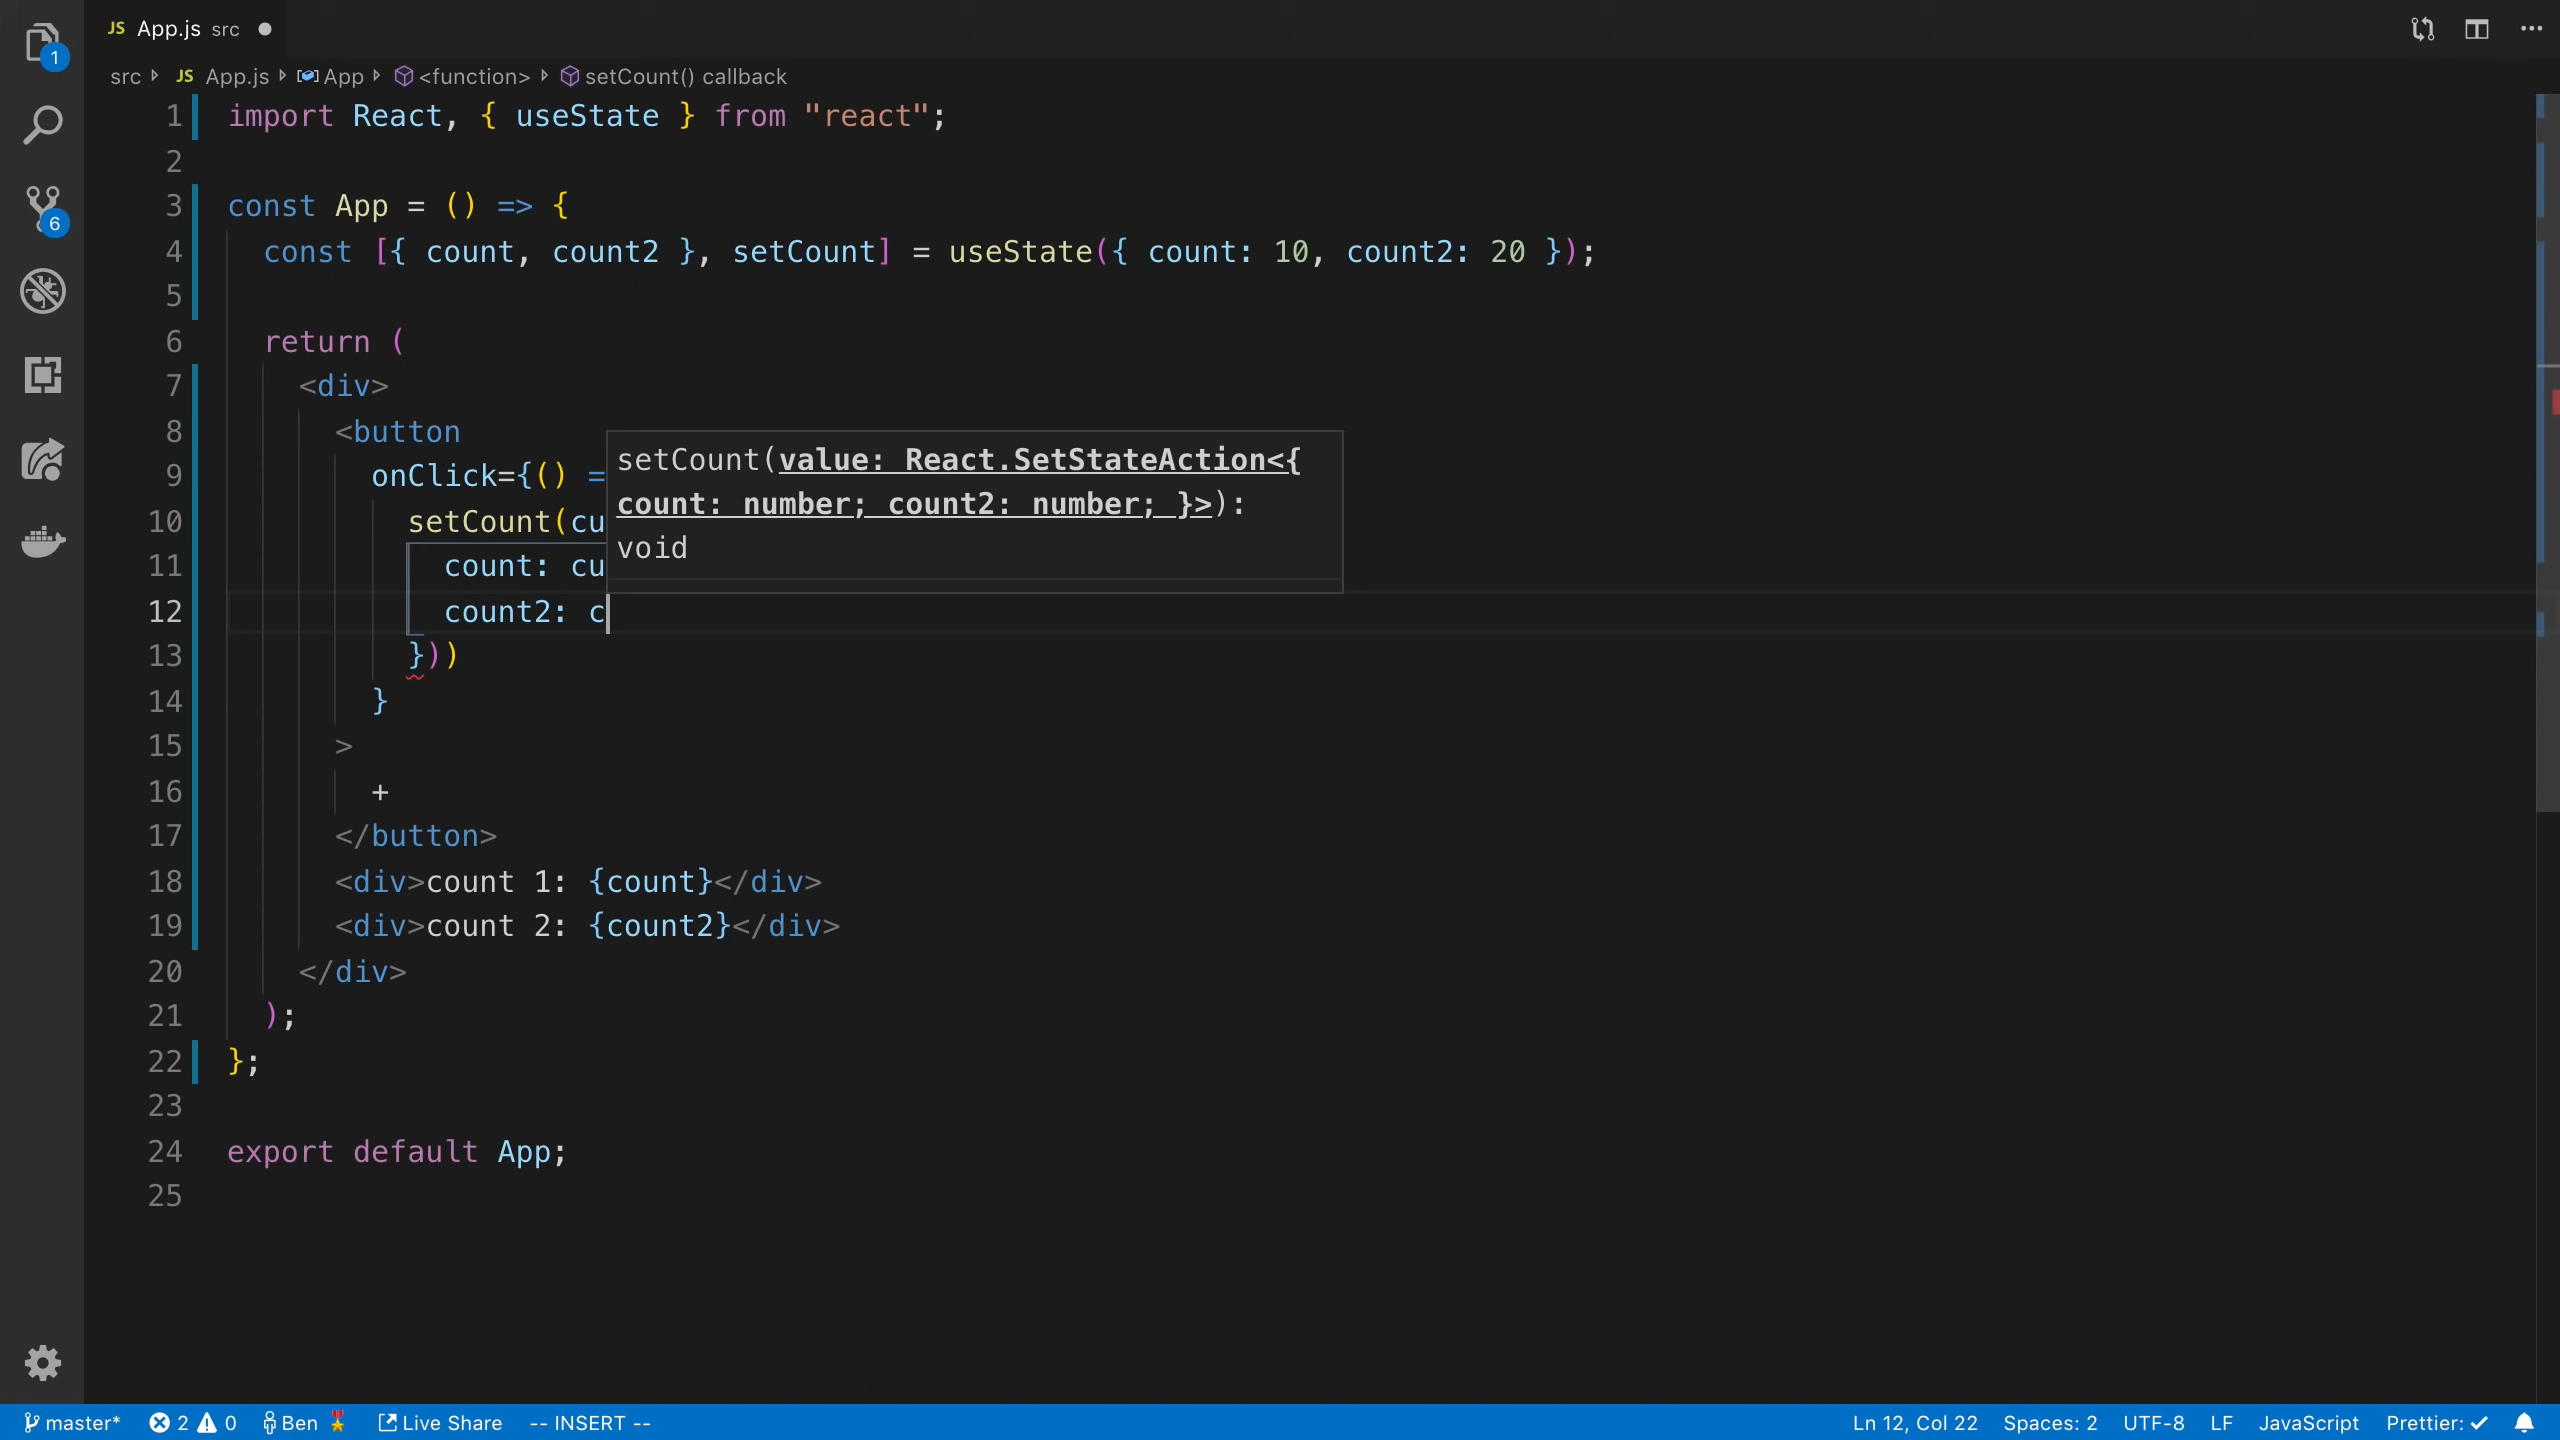 JS App.js src
src JS App.js App <function> setCount() callback
1 import React, { useState } from "react";
2
3 const App = () => {
4 const [{ count, count2 }, setCount] = useState({ count: 10, count2: 20 });
5
6 return (
7 <div>
8 <button
9 onClick={() =
10 setCount(cu
11 count: cu
12 count2: c
13 }))
14 }
15 >
16 +
17 </button>
18 <div>count 1: {count}</div>
19 <div>count 2: {count2}</div>
20 </div>
21 );
22 };
23
24 export default App;
25
setCount(value: React.SetStateAction<{
count: number; count2: number; }>):
void
1
6
master* 2 0 Ben Live Share -- INSERT -- Ln 12, Col 22 Spaces: 2 UTF-8 LF JavaScript Prettier: ✓